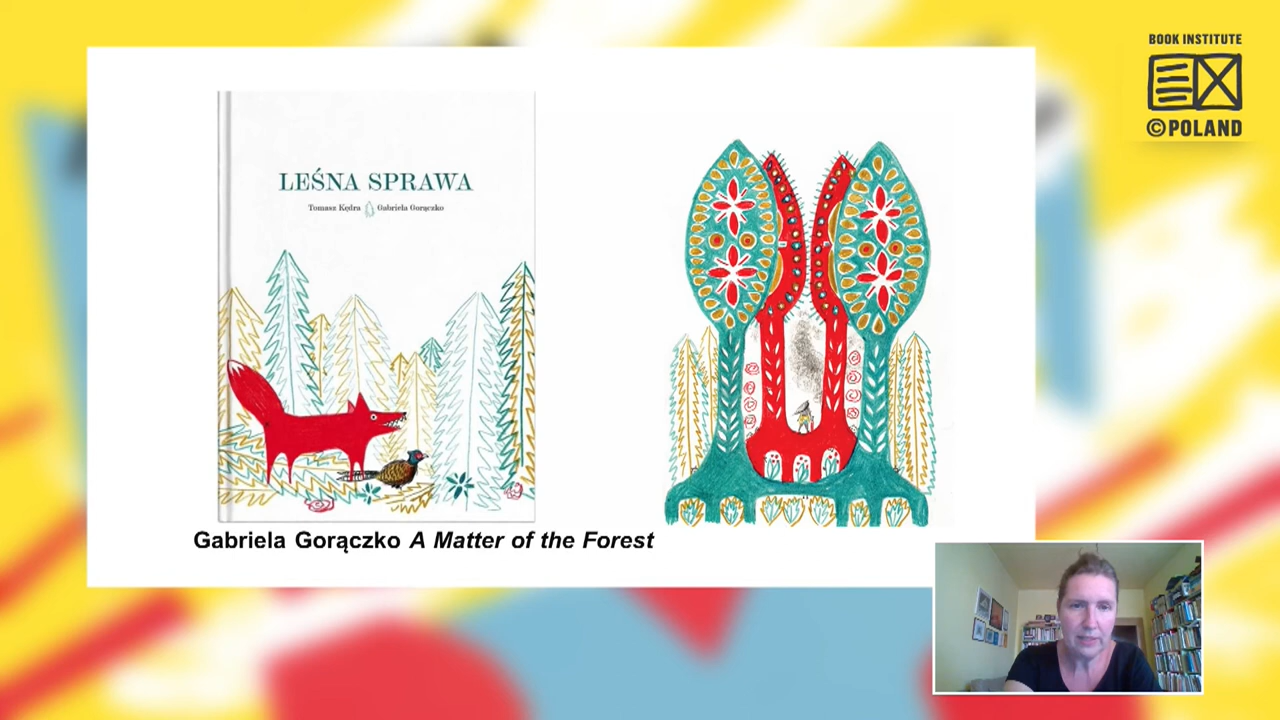 BOOK INSTITUTE
©POLAND
LEŚNA SPRAWA
Tomasz Kędra Gabriela Gorączko
Gabriela Gorączko A Matter of the Forest